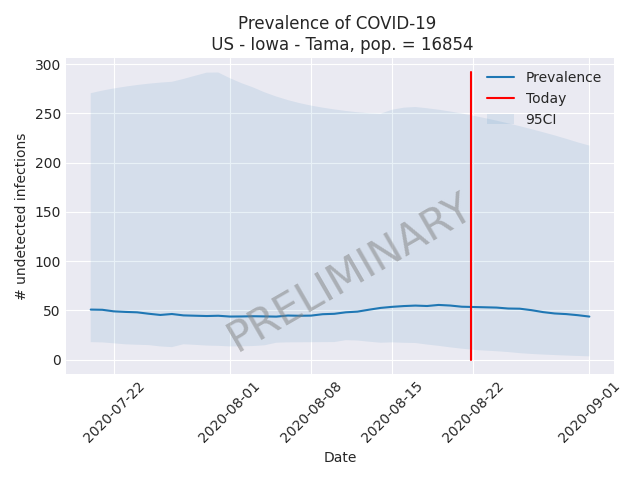 Prevalence of COVID-19
US - Iowa - Tama, pop. = 16854
300
250
200
150
100
50
0
# undetected infections
Prevalence
Today
95CI
PRELIMINARY
2020-07-22
2020-08-01
2020-08-08
2020-08-15
2020-08-22
2020-09-01
Date